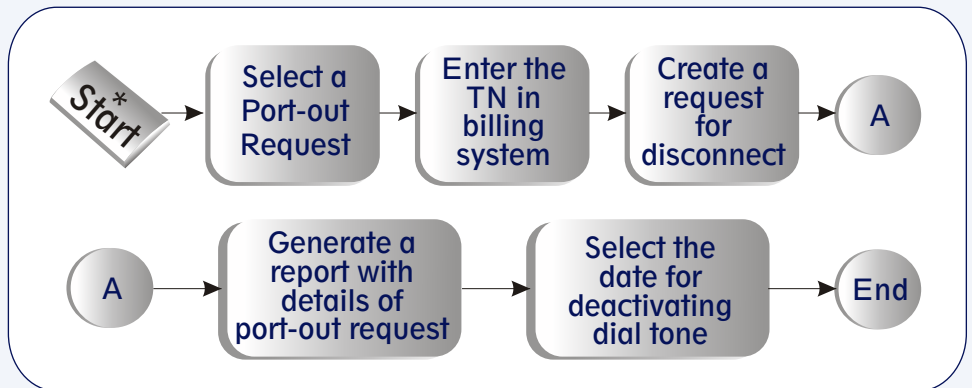 *
Start
Select a
Port-out
Request
Enter the
TN in
billing
system
Create a
request
for
disconnect
A
A
Generate a
report with
details of
port-out request
Select the
date for
deactivating
dial tone
End